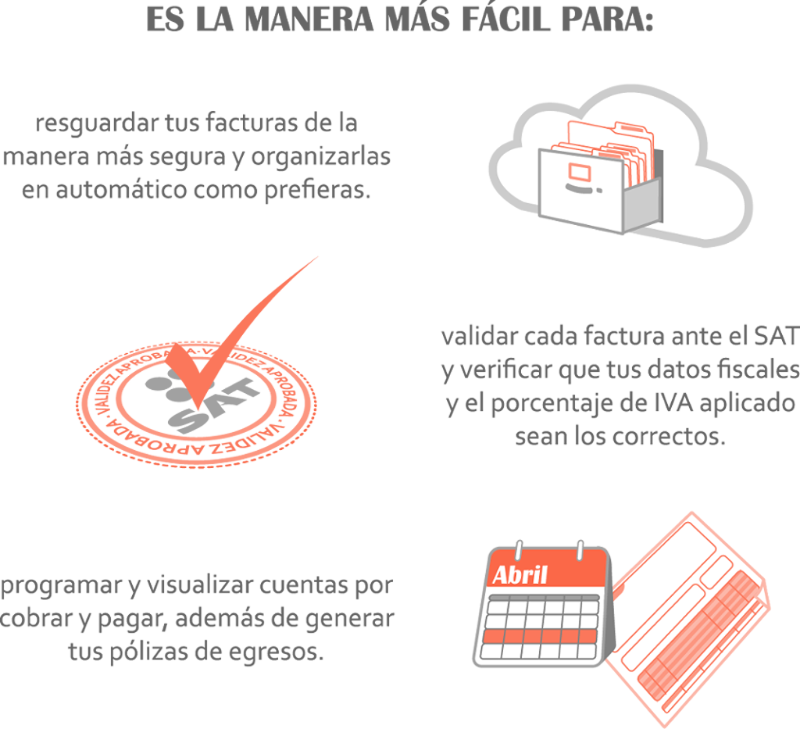 ES LA MANERA MÁS FÁCIL PARA:
resguardar tus facturas de la
manera más segura y organizarlas
en automático como prefieras.
VALIDEZ APROBADA · VALIDEZ APROBADA · VALIDEZ APROBADA
SAT
validar cada factura ante el SAT
y verificar que tus datos fiscales
y el porcentaje de IVA aplicado
sean los correctos.
programar y visualizar cuentas por
cobrar y pagar, además de generar
tus pólizas de egresos.
Abril